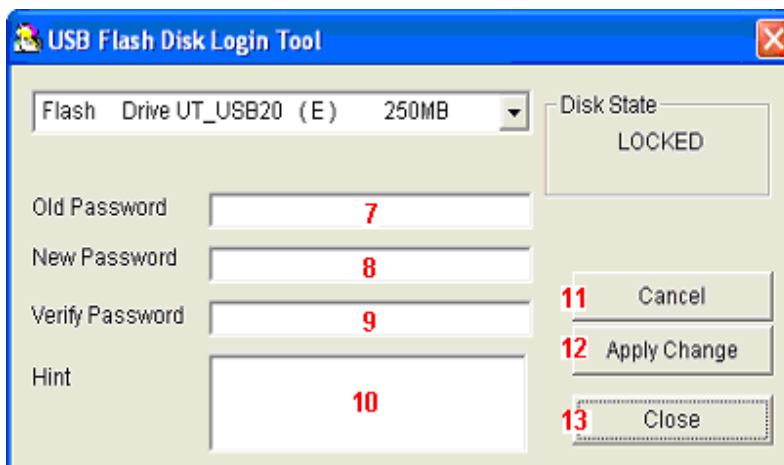 USB Flash Disk Login Tool
Flash Drive UT_USB20 (E) 250MB
Disk State
LOCKED
Old Password 7
New Password 8
Verify Password 9
Hint 10
11 Cancel
12 Apply Change
13 Close